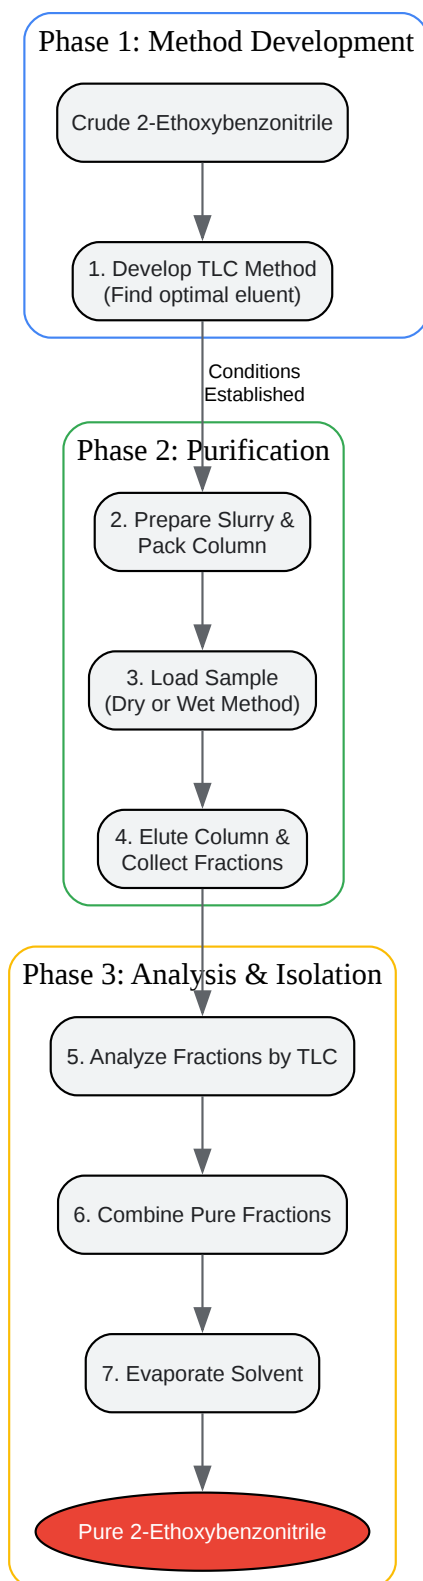 Phase 1: Method Development
Crude 2-Ethoxybenzonitrile
1. Develop TLC Method
(Find optimal eluent)
Conditions
Established
Phase 2: Purification
2. Prepare Slurry &
Pack Column
3. Load Sample
(Dry or Wet Method)
4. Elute Column &
Collect Fractions
Phase 3: Analysis & Isolation
5. Analyze Fractions by TLC
6. Combine Pure Fractions
7. Evaporate Solvent
Pure 2-Ethoxybenzonitrile